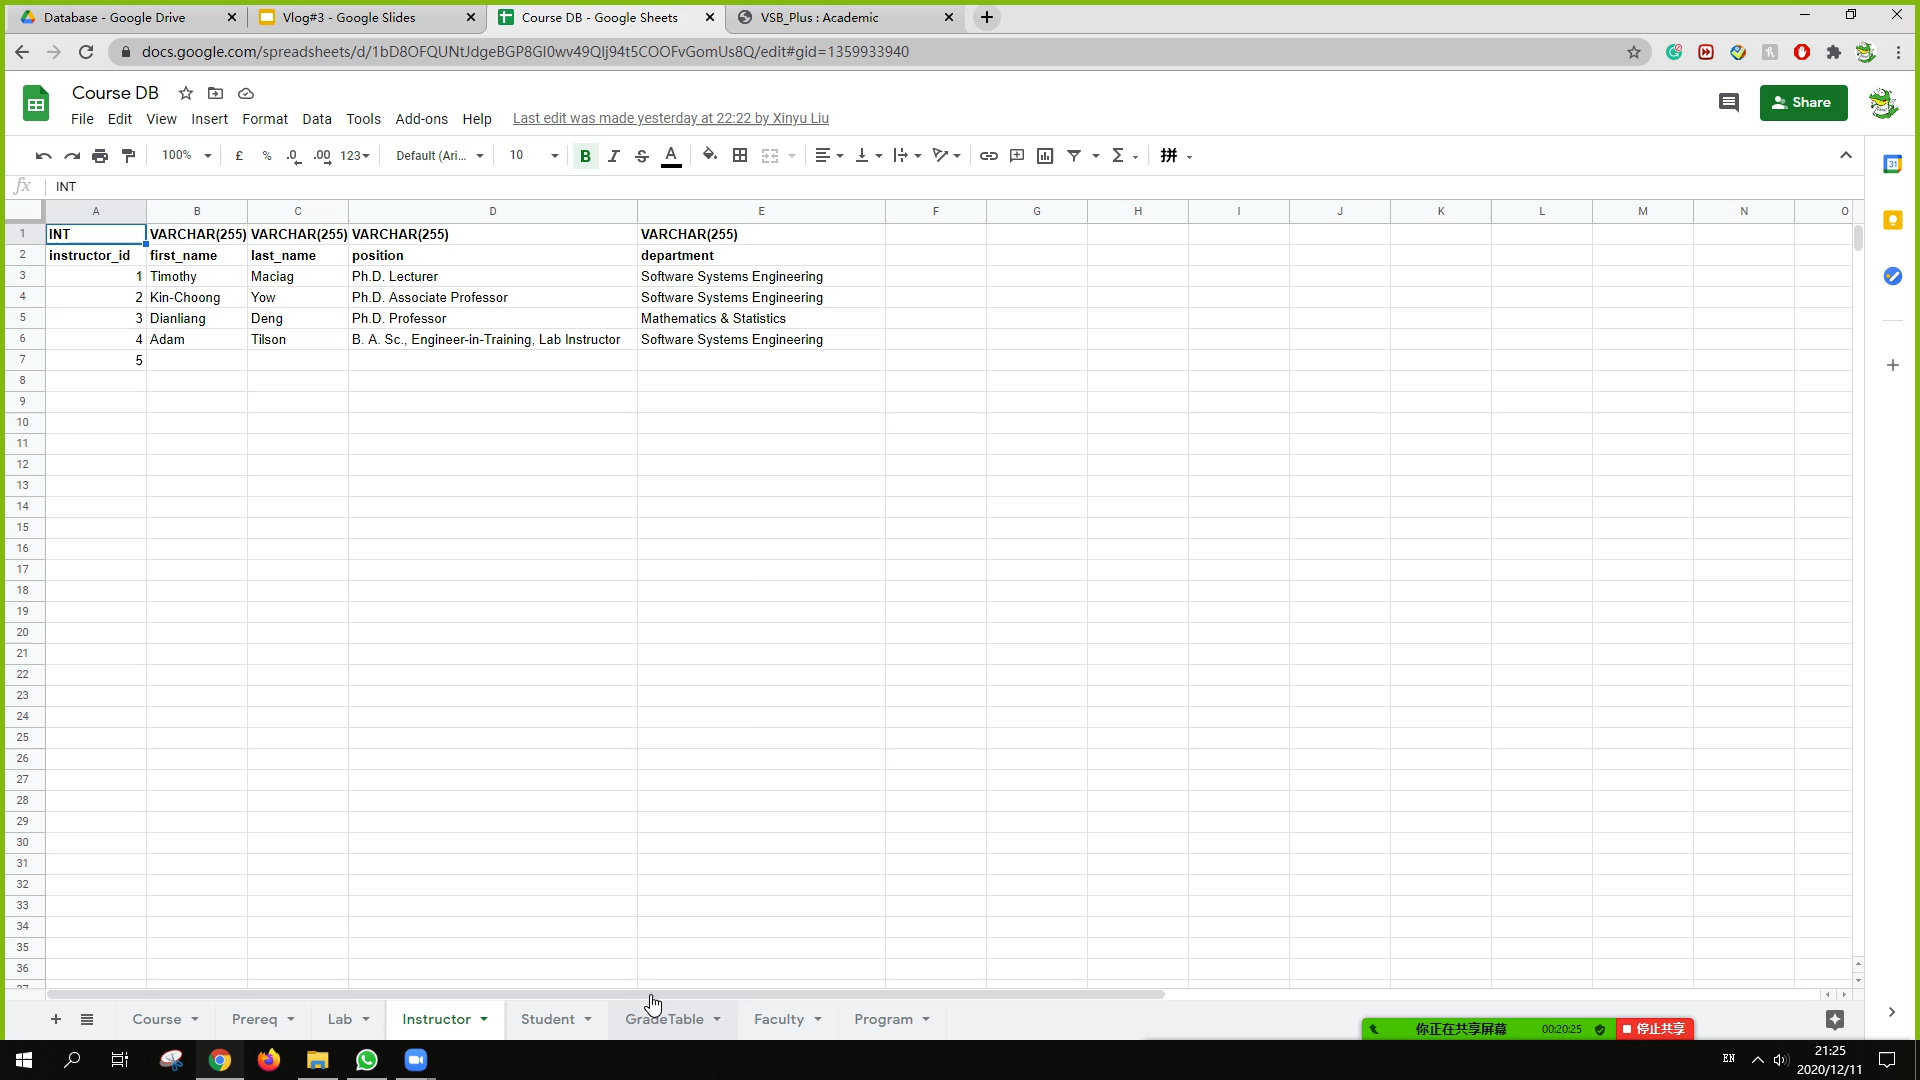 Database - Google Drive
Vlog#3 - Google Slides
Course DB - Google Sheets
VSB_Plus : Academic
docs.google.com/spreadsheets/d/1bD8OFQUNtJdgeBGP8GI0wv49QIj94t5COOFvGomUs8Q/edit#gid=1359933940
Course DB
Share
File Edit View Insert Format Data Tools Add-ons Help Last edit was made yesterday at 22:22 by Xinyu Liu
100% £ % .0 .00 123 Default (Ari... 10 B I S A Σ 拼
fx INT
A B C D E F G H I J K L M N O
1 INT VARCHAR(255) VARCHAR(255) VARCHAR(255) VARCHAR(255)
2 instructor_id first_name last_name position department
3 1 Timothy Maciag Ph.D. Lecturer Software Systems Engineering
4 2 Kin-Choong Yow Ph.D. Associate Professor Software Systems Engineering
5 3 Dianliang Deng Ph.D. Professor Mathematics & Statistics
6 4 Adam Tilson B. A. Sc., Engineer-in-Training, Lab Instructor Software Systems Engineering
7 5
8
9
10
11
12
13
14
15
16
17
18
19
20
21
22
23
24
25
26
27
28
29
30
31
32
33
34
35
36
37
Course Prereq Lab Instructor Student GradeTable Faculty Program
你正在共享屏幕 00:20:25 停止共享
EN
21:25
2020/12/11
31